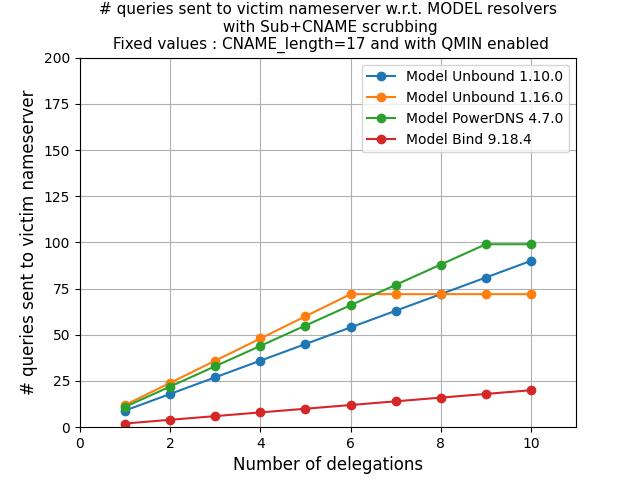 # queries sent to victim nameserver w.r.t. MODEL resolvers
with Sub+CNAME scrubbing
Fixed values : CNAME_length=17 and with QMIN enabled
# queries sent to victim nameserver
200
175
150
125
100
75
50
25
0
Model Unbound 1.10.0
Model Unbound 1.16.0
Model PowerDNS 4.7.0
Model Bind 9.18.4
0 2 4 6 8 10
Number of delegations